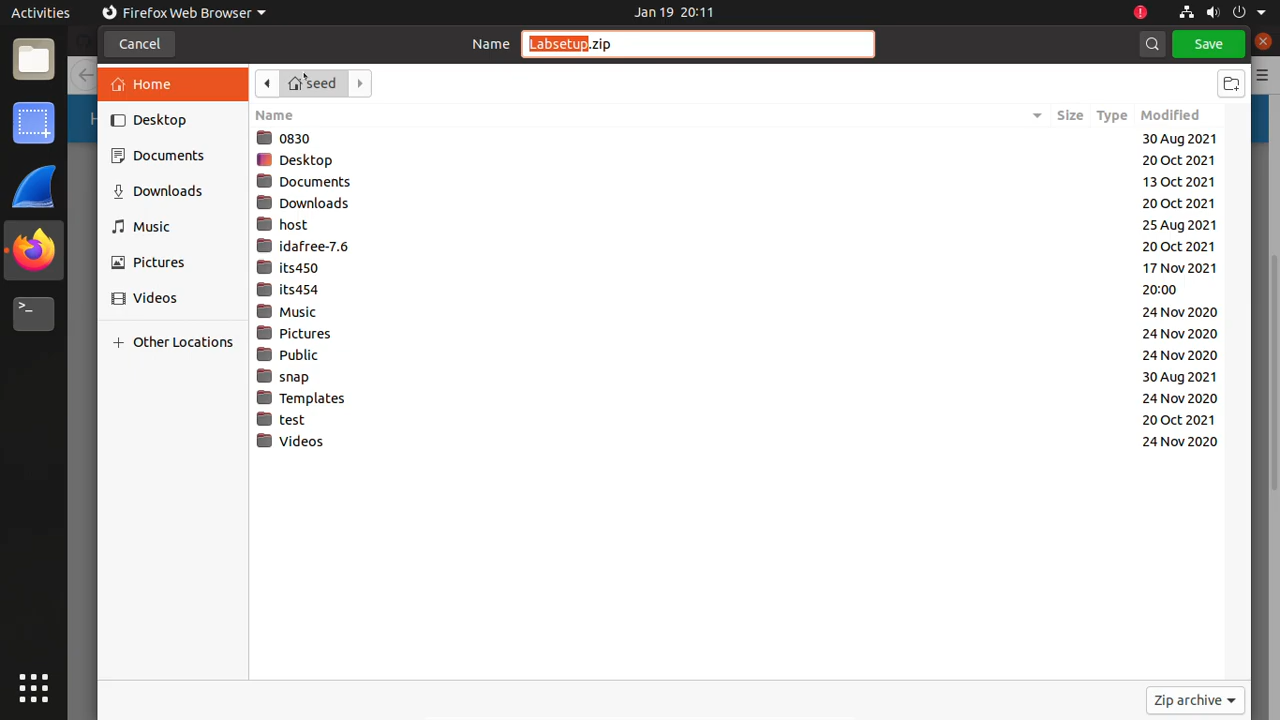 Activities Firefox Web Browser Jan 19 20:11
Cancel Name Labsetup.zip Save
Home seed
Name Size Type Modified
Desktop
Documents
Downloads
Music
Pictures
Videos
Other Locations
0830 30 Aug 2021
Desktop 20 Oct 2021
Documents 13 Oct 2021
Downloads 20 Oct 2021
host 25 Aug 2021
idafree-7.6 20 Oct 2021
its450 17 Nov 2021
its454 20:00
Music 24 Nov 2020
Pictures 24 Nov 2020
Public 24 Nov 2020
snap 30 Aug 2021
Templates 24 Nov 2020
test 20 Oct 2021
Videos 24 Nov 2020
Zip archive